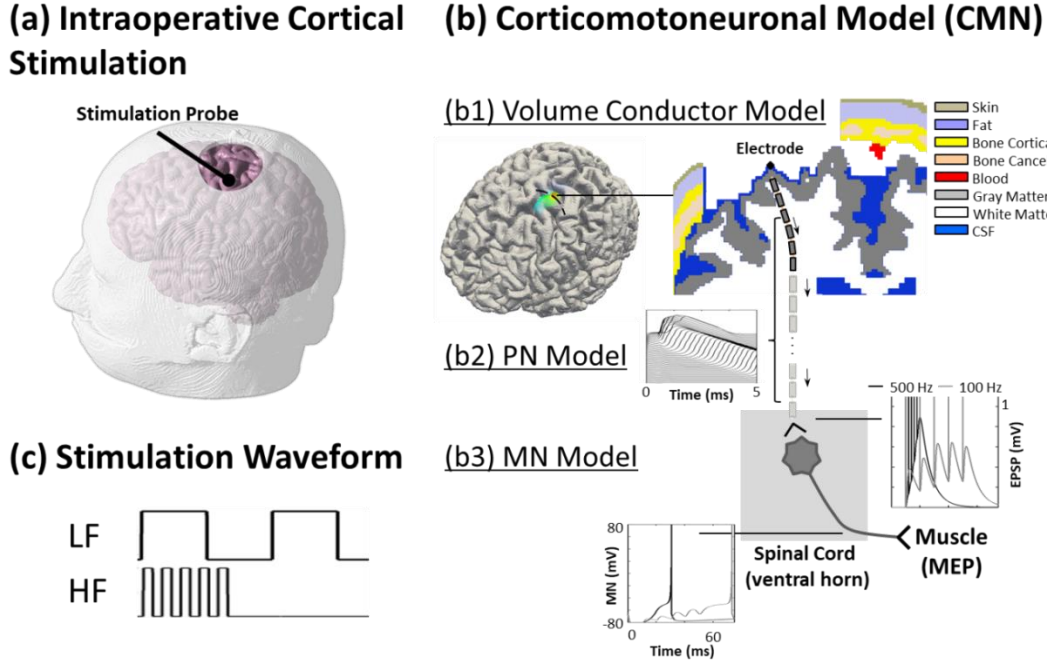 (a) Intraoperative Cortical
Stimulation
Stimulation Probe
(b) Corticomotoneuronal Model (CMN)
(b1) Volume Conductor Model
Electrode
Skin
Fat
Bone Cortica
Bone Cance
Blood
Gray Matter
White Matte
CSF
(b2) PN Model
0
5
Time (ms)
500 Hz
100 Hz
1
EPSP (mV)
(b3) MN Model
80
MN (mV)
-80
0
60
Time (ms)
Spinal Cord
(ventral horn)
Muscle
(MEP)
(c) Stimulation Waveform
LF
HF